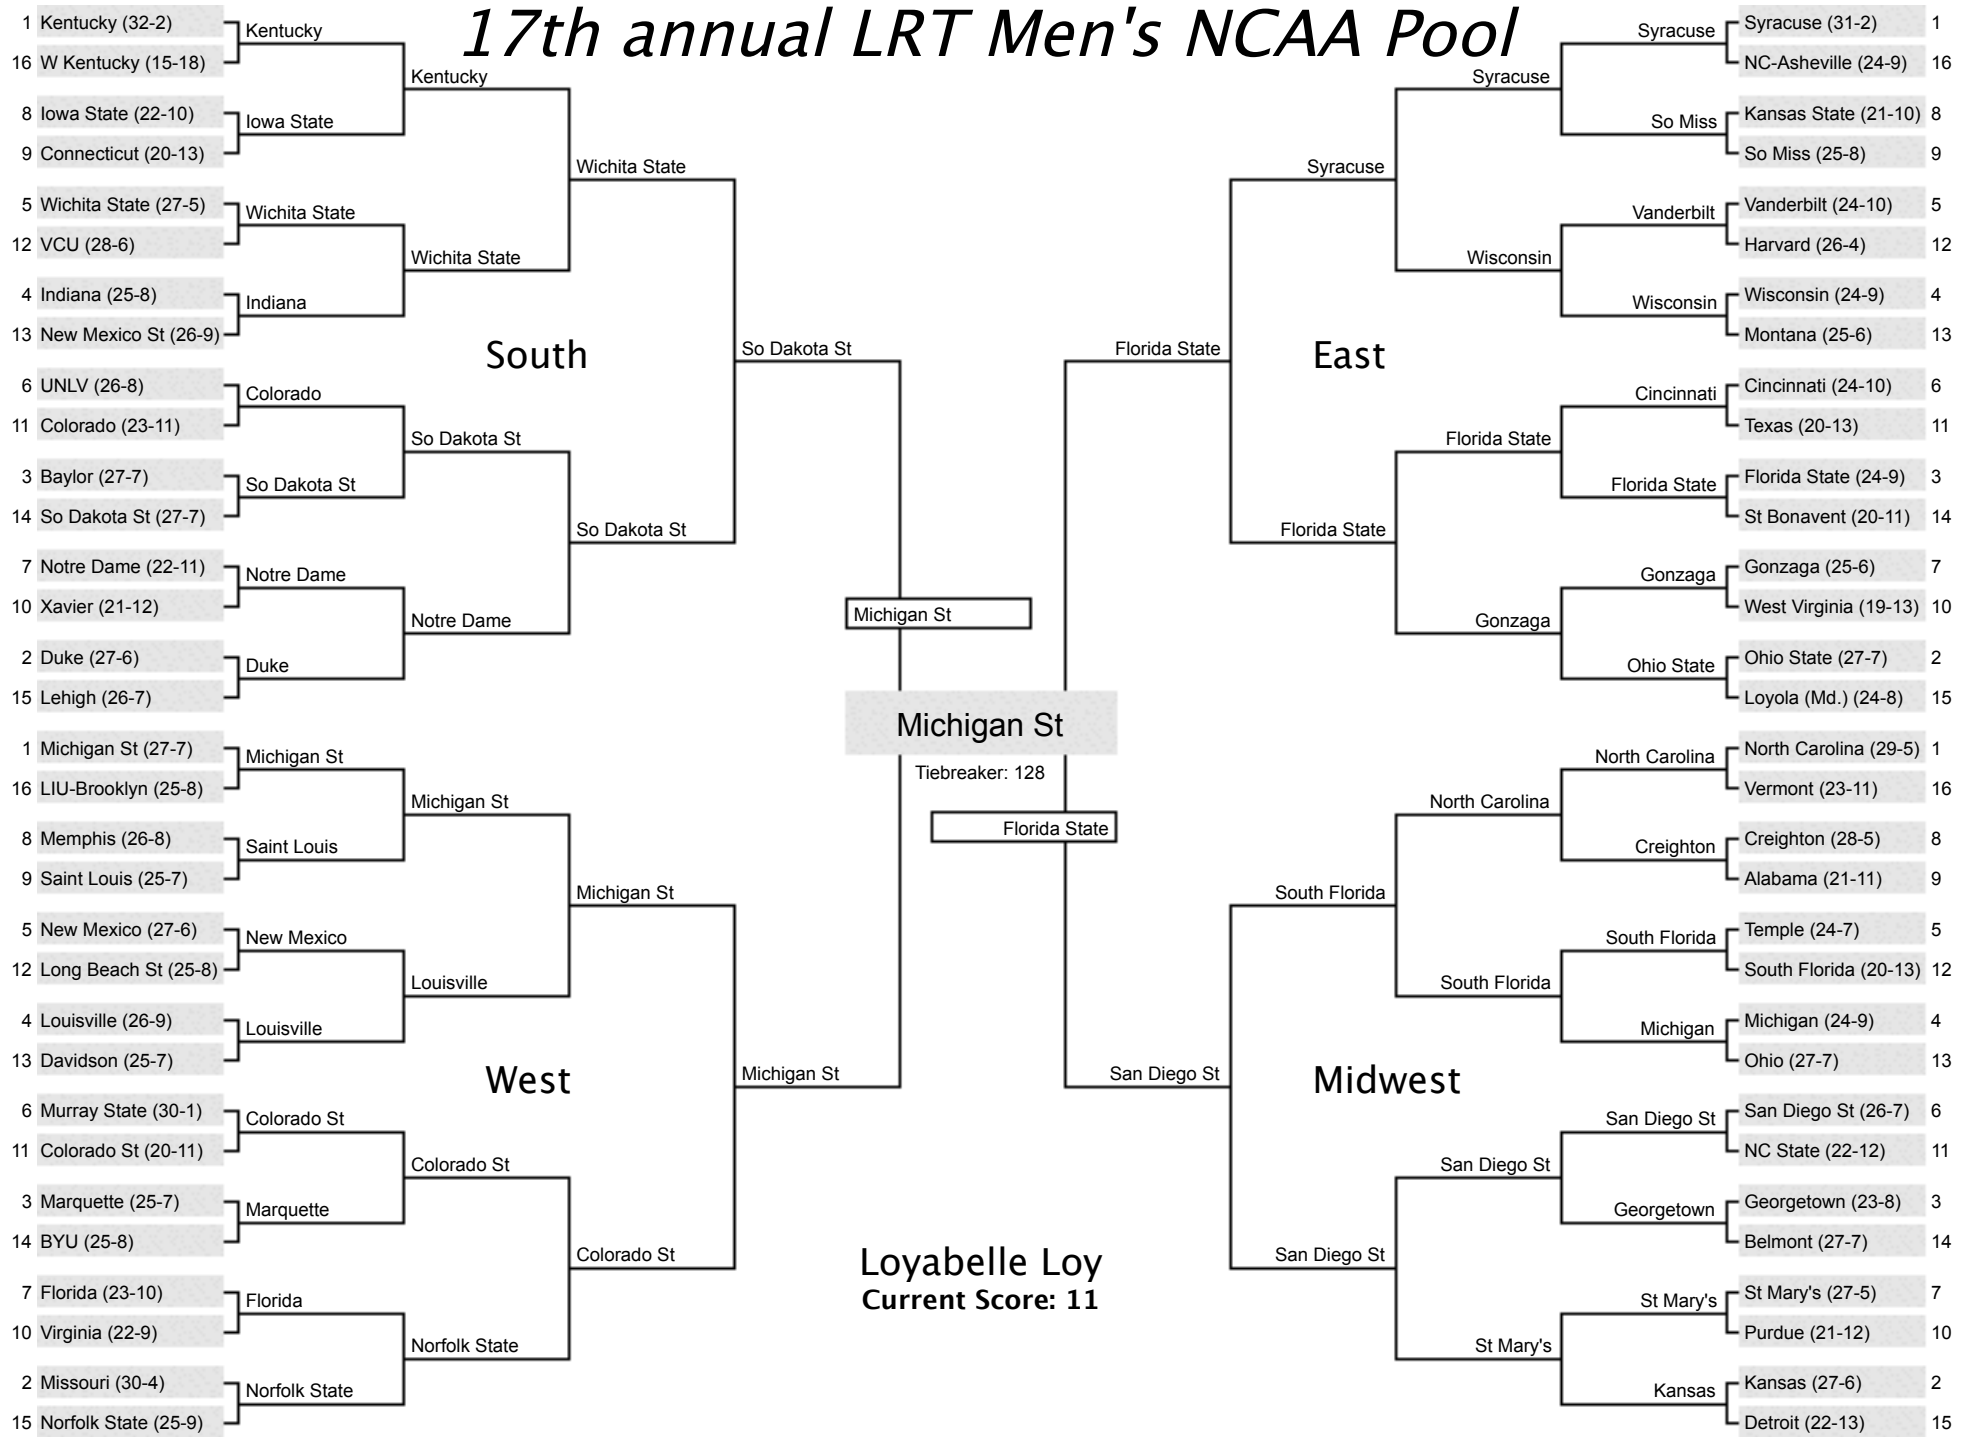 17th annual LRT Men's NCAA Pool
1 Kentucky (32-2)
16 W Kentucky (15-18)
8 Iowa State (22-10)
9 Connecticut (20-13)
5 Wichita State (27-5)
12 VCU (28-6)
4 Indiana (25-8)
13 New Mexico St (26-9)
6 UNLV (26-8)
11 Colorado (23-11)
3 Baylor (27-7)
14 So Dakota St (27-7)
7 Notre Dame (22-11)
10 Xavier (21-12)
2 Duke (27-6)
15 Lehigh (26-7)
Kentucky
Iowa State
Wichita State
Indiana
Colorado
So Dakota St
Notre Dame
Duke
Kentucky
Wichita State
So Dakota St
Notre Dame
Wichita State
So Dakota St
South
So Dakota St
1 Michigan St (27-7)
16 LIU-Brooklyn (25-8)
8 Memphis (26-8)
9 Saint Louis (25-7)
5 New Mexico (27-6)
12 Long Beach St (25-8)
4 Louisville (26-9)
13 Davidson (25-7)
6 Murray State (30-1)
11 Colorado St (20-11)
3 Marquette (25-7)
14 BYU (25-8)
7 Florida (23-10)
10 Virginia (22-9)
2 Missouri (30-4)
15 Norfolk State (25-9)
Michigan St
Saint Louis
New Mexico
Louisville
Colorado St
Marquette
Florida
Norfolk State
Michigan St
Louisville
Colorado St
Norfolk State
Michigan St
Colorado St
West
Michigan St
Michigan St
Michigan St
Tiebreaker: 128
Florida State
Loyabelle Loy
Current Score: 11
Syracuse (31-2) 1
NC-Asheville (24-9) 16
Kansas State (21-10) 8
So Miss (25-8) 9
Vanderbilt (24-10) 5
Harvard (26-4) 12
Wisconsin (24-9) 4
Montana (25-6) 13
Cincinnati (24-10) 6
Texas (20-13) 11
Florida State (24-9) 3
St Bonavent (20-11) 14
Gonzaga (25-6) 7
West Virginia (19-13) 10
Ohio State (27-7) 2
Loyola (Md.) (24-8) 15
Syracuse
So Miss
Vanderbilt
Wisconsin
Cincinnati
Florida State
Gonzaga
Ohio State
Syracuse
Wisconsin
Florida State
Gonzaga
Syracuse
Florida State
East
Florida State
North Carolina (29-5) 1
Vermont (23-11) 16
Creighton (28-5) 8
Alabama (21-11) 9
Temple (24-7) 5
South Florida (20-13) 12
Michigan (24-9) 4
Ohio (27-7) 13
San Diego St (26-7) 6
NC State (22-12) 11
Georgetown (23-8) 3
Belmont (27-7) 14
St Mary's (27-5) 7
Purdue (21-12) 10
Kansas (27-6) 2
Detroit (22-13) 15
North Carolina
Creighton
South Florida
Michigan
San Diego St
Georgetown
St Mary's
Kansas
North Carolina
South Florida
San Diego St
St Mary's
South Florida
San Diego St
Midwest
San Diego St